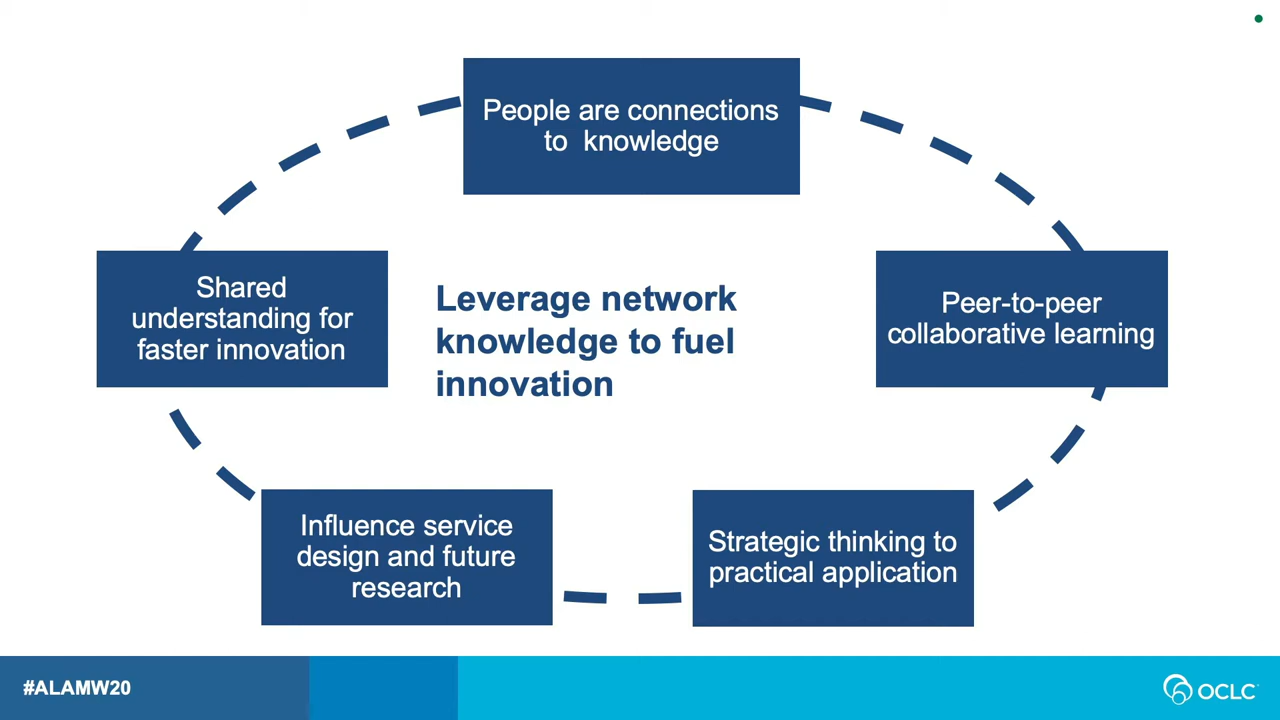 People are connections
to knowledge
Shared
understanding for
faster innovation
Leverage network
knowledge to fuel
innovation
Peer-to-peer
collaborative learning
Influence service
design and future
research
Strategic thinking to
practical application
#ALAMW20
OCLC